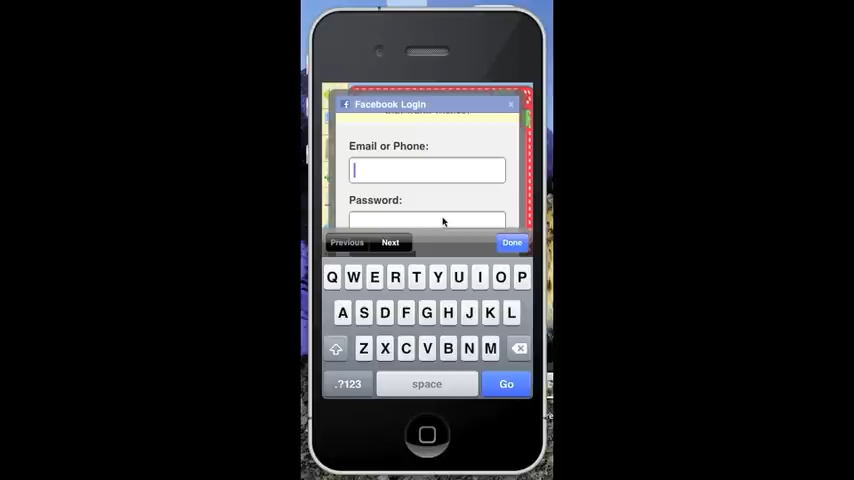 f Facebook Login ×
Email or Phone:
Password:
Previous Next Done
Q W E R T Y U I O P
A S D F G H J K L
Z X C V B N M
.?123 space Go